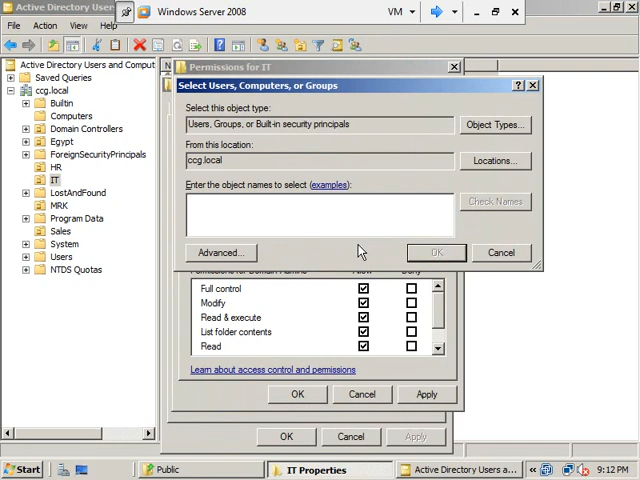 Active Directory Users
Windows Server 2008
VM
File
Action
View
Help
Permissions for IT
Active Directory Users and Comput
Saved Queries
ccg.local
Builtin
Computers
Domain Controllers
Egypt
ForeignSecurityPrincipals
HR
IT
LostAndFound
MRK
Program Data
Sales
System
Users
NTDS Quotas
N
Select Users, Computers, or Groups
Select this object type:
Users, Groups, or Built-in security principals
Object Types...
From this location:
ccg.local
Locations...
Enter the object names to select (examples):
Check Names
Advanced...
OK
Cancel
Full control
Modify
Read & execute
List folder contents
Read
Learn about access control and permissions
OK
Cancel
Apply
OK
Cancel
Apply
Start
Public
IT Properties
Active Directory Users a...
9:12 PM